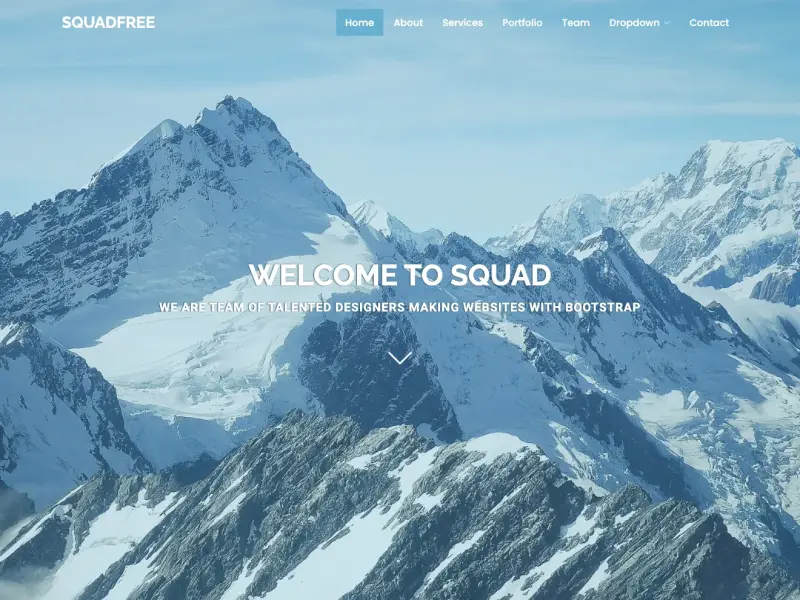 SQUADFREE
Home About Services Portfolio Team Dropdown Contact
WELCOME TO SQUAD
WE ARE TEAM OF TALENTED DESIGNERS MAKING WEBSITES WITH BOOTSTRAP